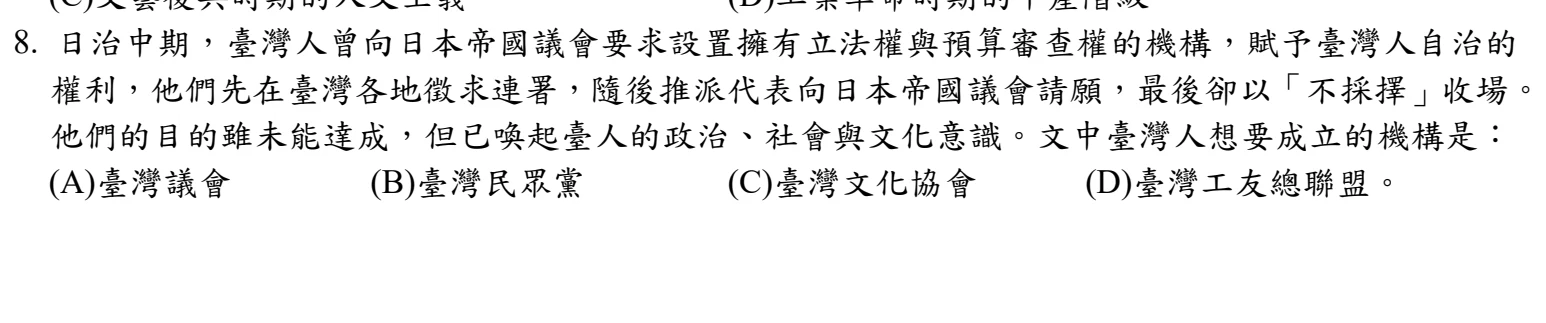 8. 日治中期，臺灣人曾向日本帝國議會要求設置擁有立法權與預算審查權的機構，賦予臺灣人自治的
權利，他們先在臺灣各地徵求連署，隨後推派代表向日本帝國議會請願，最後卻以「不採擇」收場。
他們的目的雖未能達成，但已喚起臺人的政治、社會與文化意識。文中臺灣人想要成立的機構是：
(A)臺灣議會 (B)臺灣民眾黨 (C)臺灣文化協會 (D)臺灣工友總聯盟。